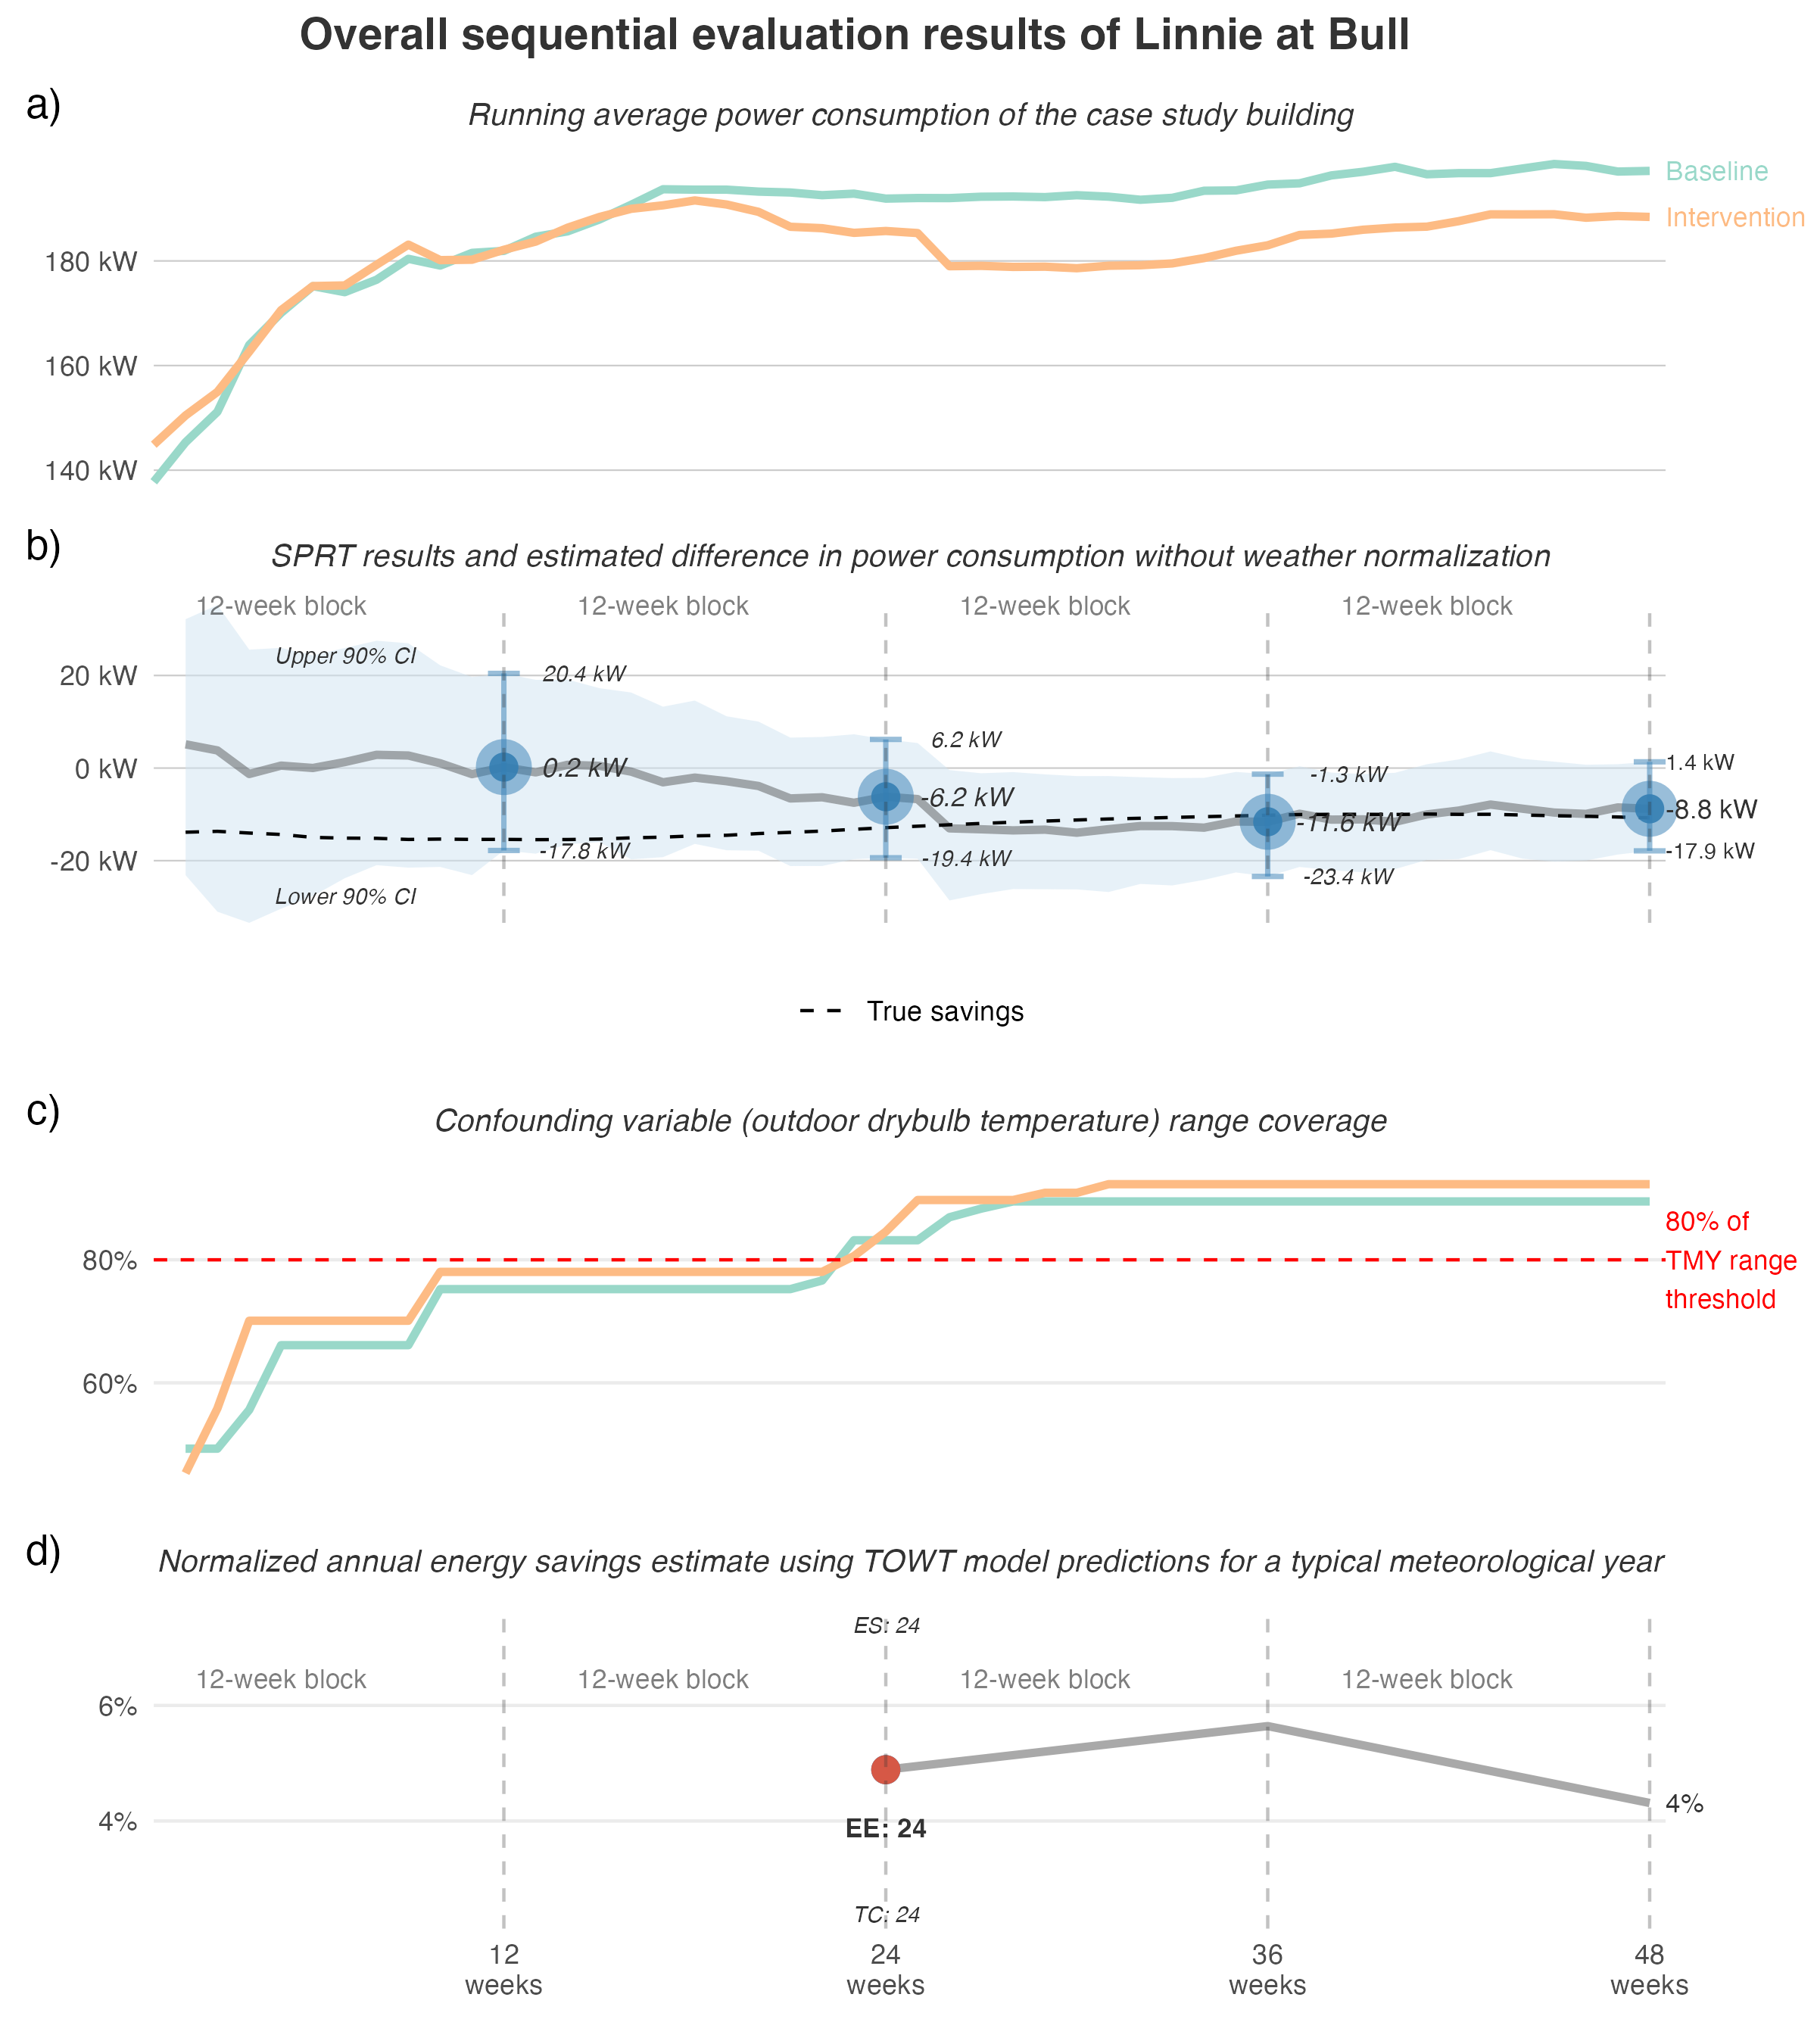 Overall sequential evaluation results of Linnie at Bull
a)
Running average power consumption of the case study building
Baseline
Intervention
180 kW
160 kW
140 kW
b)
SPRT results and estimated difference in power consumption without weather normalization
12-week block 12-week block 12-week block 12-week block
Upper 90% CI
20 kW
20.4 kW
6.2 kW
-1.3 kW
1.4 kW
0 kW
0.2 kW
-6.2 kW
-11.6 kW
-8.8 kW
-20 kW
-17.8 kW
-19.4 kW
-23.4 kW
-17.9 kW
Lower 90% CI
True savings
c)
Confounding variable (outdoor drybulb temperature) range coverage
80%
60%
80% of
TMY range
threshold
d)
Normalized annual energy savings estimate using TOWT model predictions for a typical meteorological year
ES: 24
12-week block 12-week block 12-week block 12-week block
6%
4%
4%
EE: 24
TC: 24
12
weeks
24
weeks
36
weeks
48
weeks